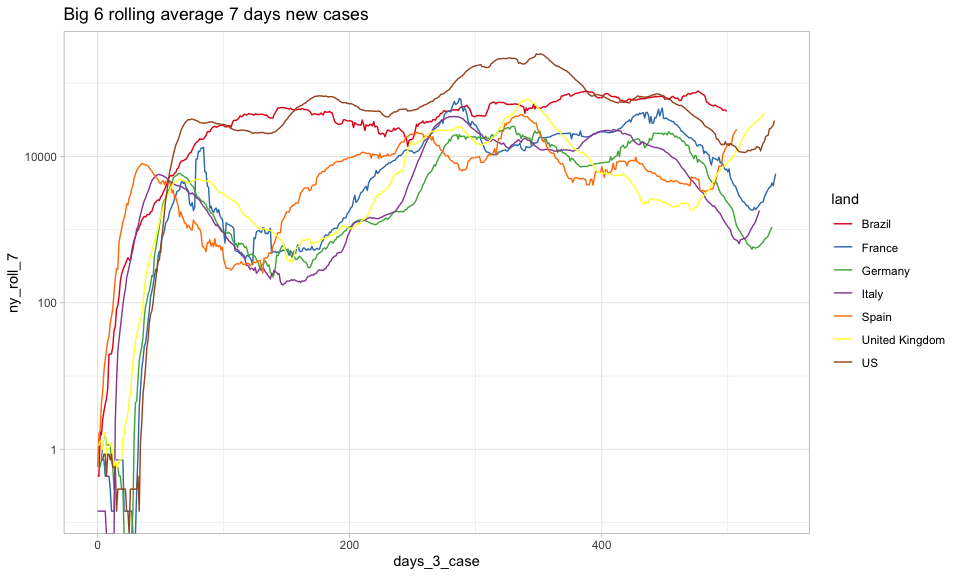 Big 6 rolling average 7 days new cases
ny_roll_7
10000
100
1
0
200
400
days_3_case
land
Brazil
France
Germany
Italy
Spain
United Kingdom
US